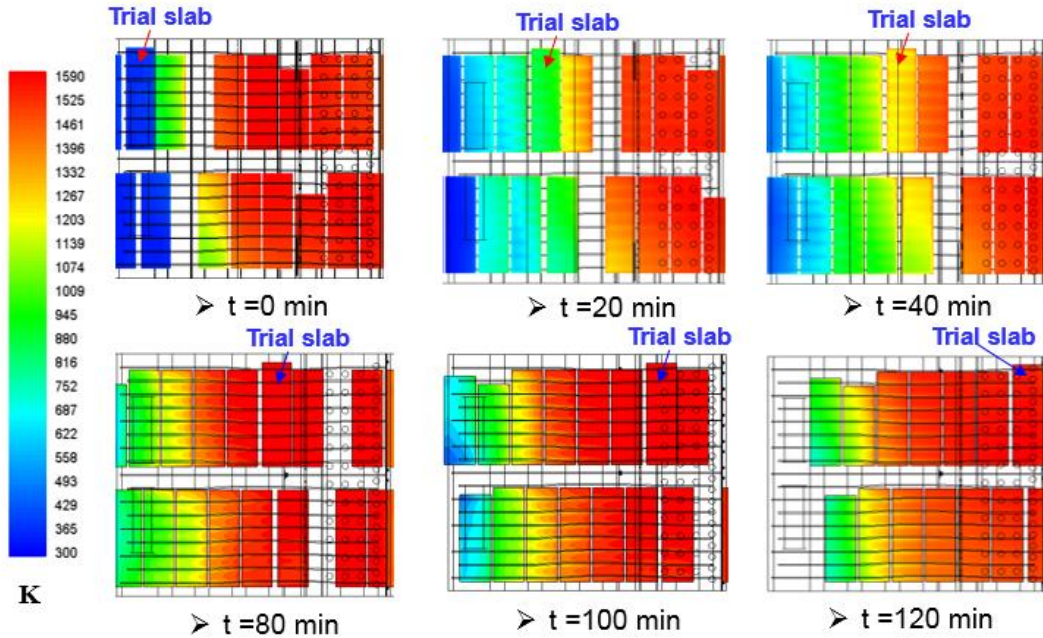 Trial slab
Trial slab
Trial slab
1590
1525
1461
1396
1332
1267
1203
1139
1074
1009
945
880
816
752
687
622
558
493
429
365
300
K
➢ t =0 min
➢ t =20 min
➢ t =40 min
Trial slab
Trial slab
Trial slab
➢ t =80 min
➢ t =100 min
➢ t =120 min